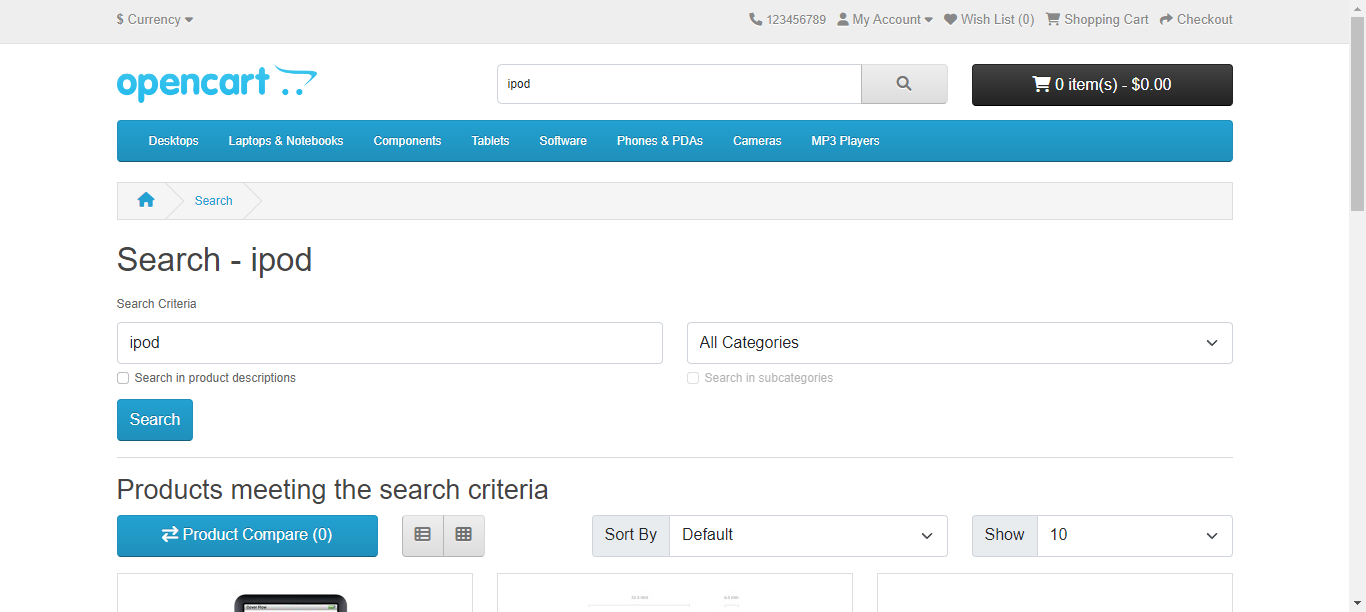 $ Currency
123456789 My Account Wish List (0) Shopping Cart Checkout
opencart
ipod
0 item(s) - $0.00
Desktops Laptops & Notebooks Components Tablets Software Phones & PDAs Cameras MP3 Players
Search
Search - ipod
Search Criteria
ipod
All Categories
Search in product descriptions
Search in subcategories
Search
Products meeting the search criteria
Product Compare (0)
Sort By Default
Show 10
Cover Flow